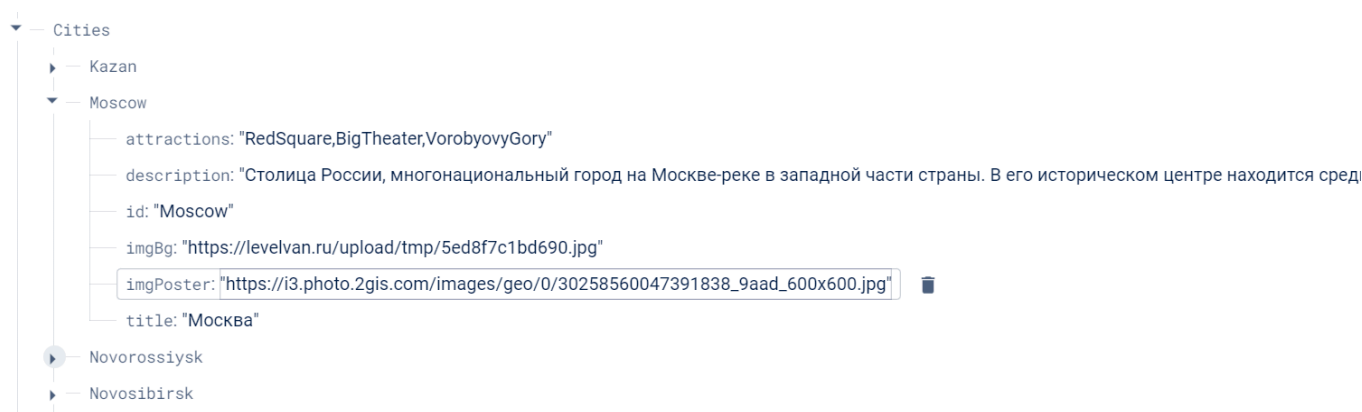 Cities
Kazan
Moscow
attractions: "RedSquare,BigTheater,VorobyovyGory"
description: "Столица России, многонациональный город на Москве-реке в западной части страны. В его историческом центре находится
id: "Moscow"
imgBg: "https://levelvan.ru/upload/tmp/5ed8f7c1bd690.jpg"
imgPoster: "https://i3.photo.2gis.com/images/geo/0/30258560047391838_9aad_600x600.jpg"
title: "Москва"
Novorossiysk
Novosibirsk